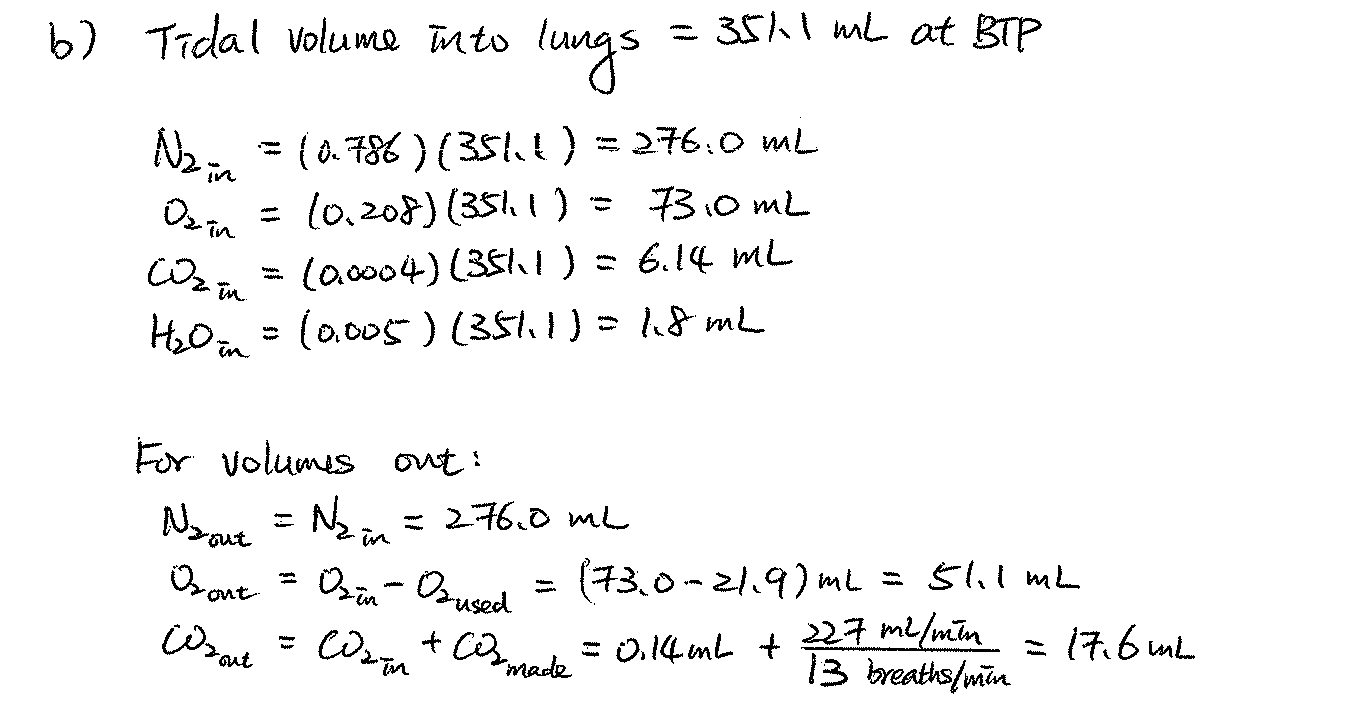 b) Tidal volume into lungs = 351.1 mL at BTP
N₂ in = (0.786)(351.1) = 276.0 mL
O₂ in = (0.208)(351.1) = 73.0 mL
CO₂ in = (0.0004)(351.1) = 6.14 mL
H₂O in = (0.005)(351.1) = 1.8 mL
For volumes out:
N₂ out = N₂ in = 276.0 mL
O₂ out = O₂ in - O₂ used = (73.0 - 21.9) mL = 51.1 mL
CO₂ out = CO₂ in + CO₂ made = 0.14 mL + 227 mL/min / 13 breaths/min = 17.6 mL